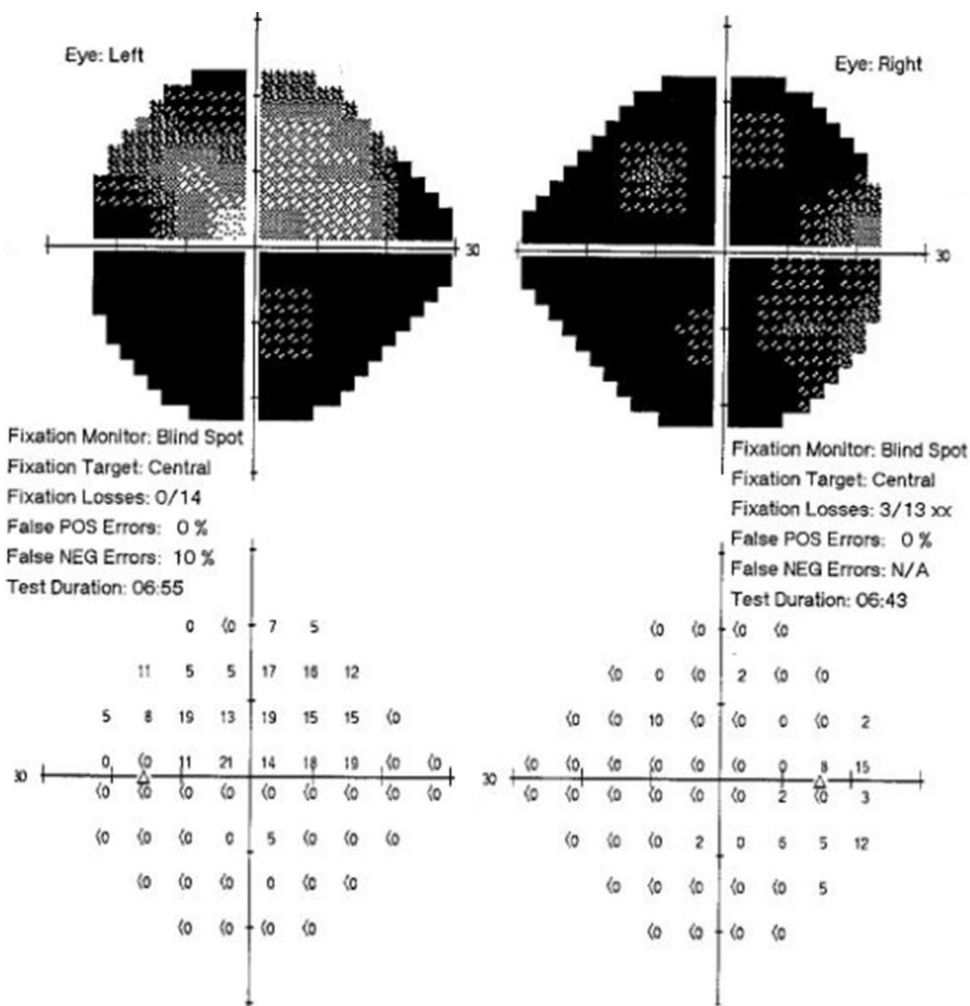 Eye: Left
Eye: Right
30
30
Fixation Monitor: Blind Spot
Fixation Target: Central
Fixation Losses: 0/14
False POS Errors: 0 %
False NEG Errors: 10 %
Test Duration: 06:55
Fixation Monitor: Blind Spot
Fixation Target: Central
Fixation Losses: 3/13 xx
False POS Errors: 0 %
False NEG Errors: N/A
Test Duration: 06:43
0 <0 7 5
11 5 5 17 16 12
5 8 19 13 19 15 15 <0
0 <0 11 21 14 18 19 <0 <0
30
<0 <0 <0 <0 <0 <0 <0 <0 <0
<0 <0 <0 0 5 <0 <0 <0
<0 <0 <0 0 <0 <0
<0 <0 <0 <0
<0 <0 <0 <0
<0 0 <0 2 <0 <0
<0 <0 10 <0 <0 0 <0 2
<0 <0 <0 <0 <0 <0 0 8 15
30
<0 <0 <0 <0 <0 <0 2 <0 3
<0 <0 <0 2 0 6 5 12
<0 <0 <0 <0 <0 5
<0 <0 <0 <0